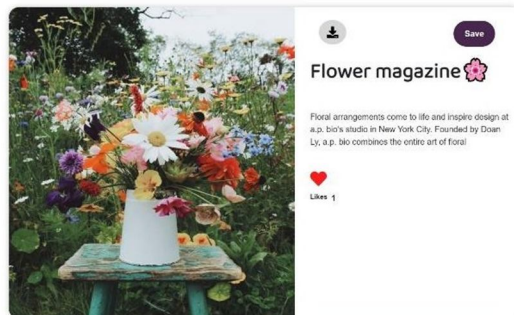 Save
Flower magazine🌸
Floral arrangements come to life and inspire design at
a.p. bio's studio in New York City. Founded by Doan
Ly, a.p. bio combines the entire art of floral
Likes 1